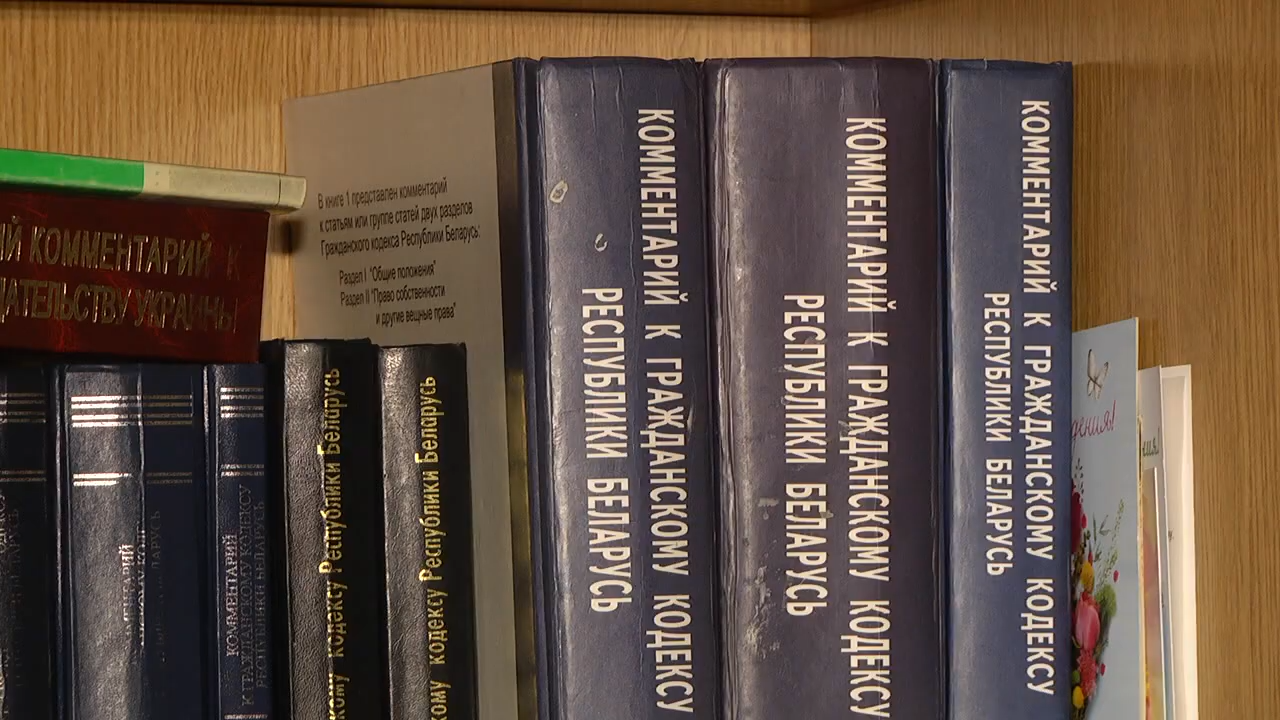 В книге 1 представлен комментарий
к статьям или группе статей двух разделов
Гражданского кодекса Республики Беларусь:
Раздел I "Общие положения"
Раздел II "Право собственности
и другие вещные права"
КОММЕНТАРИЙ К
УКРАИНЫ
КОММЕНТАРИЙ
К ГРАЖДАНСКОМУ КОДЕКСУ
РЕСПУБЛИКИ БЕЛАРУСЬ
кодексу Республики Беларусь
кодексу Республики Беларусь
КОММЕНТАРИЙ К ГРАЖДАНСКОМУ КОДЕКСУ
РЕСПУБЛИКИ БЕЛАРУСЬ
КОММЕНТАРИЙ К ГРАЖДАНСКОМУ КОДЕКСУ
РЕСПУБЛИКИ БЕЛАРУСЬ
КОММЕНТАРИЙ К ГРАЖДАНСКОМУ КОДЕКСУ
РЕСПУБЛИКИ БЕЛАРУСЬ